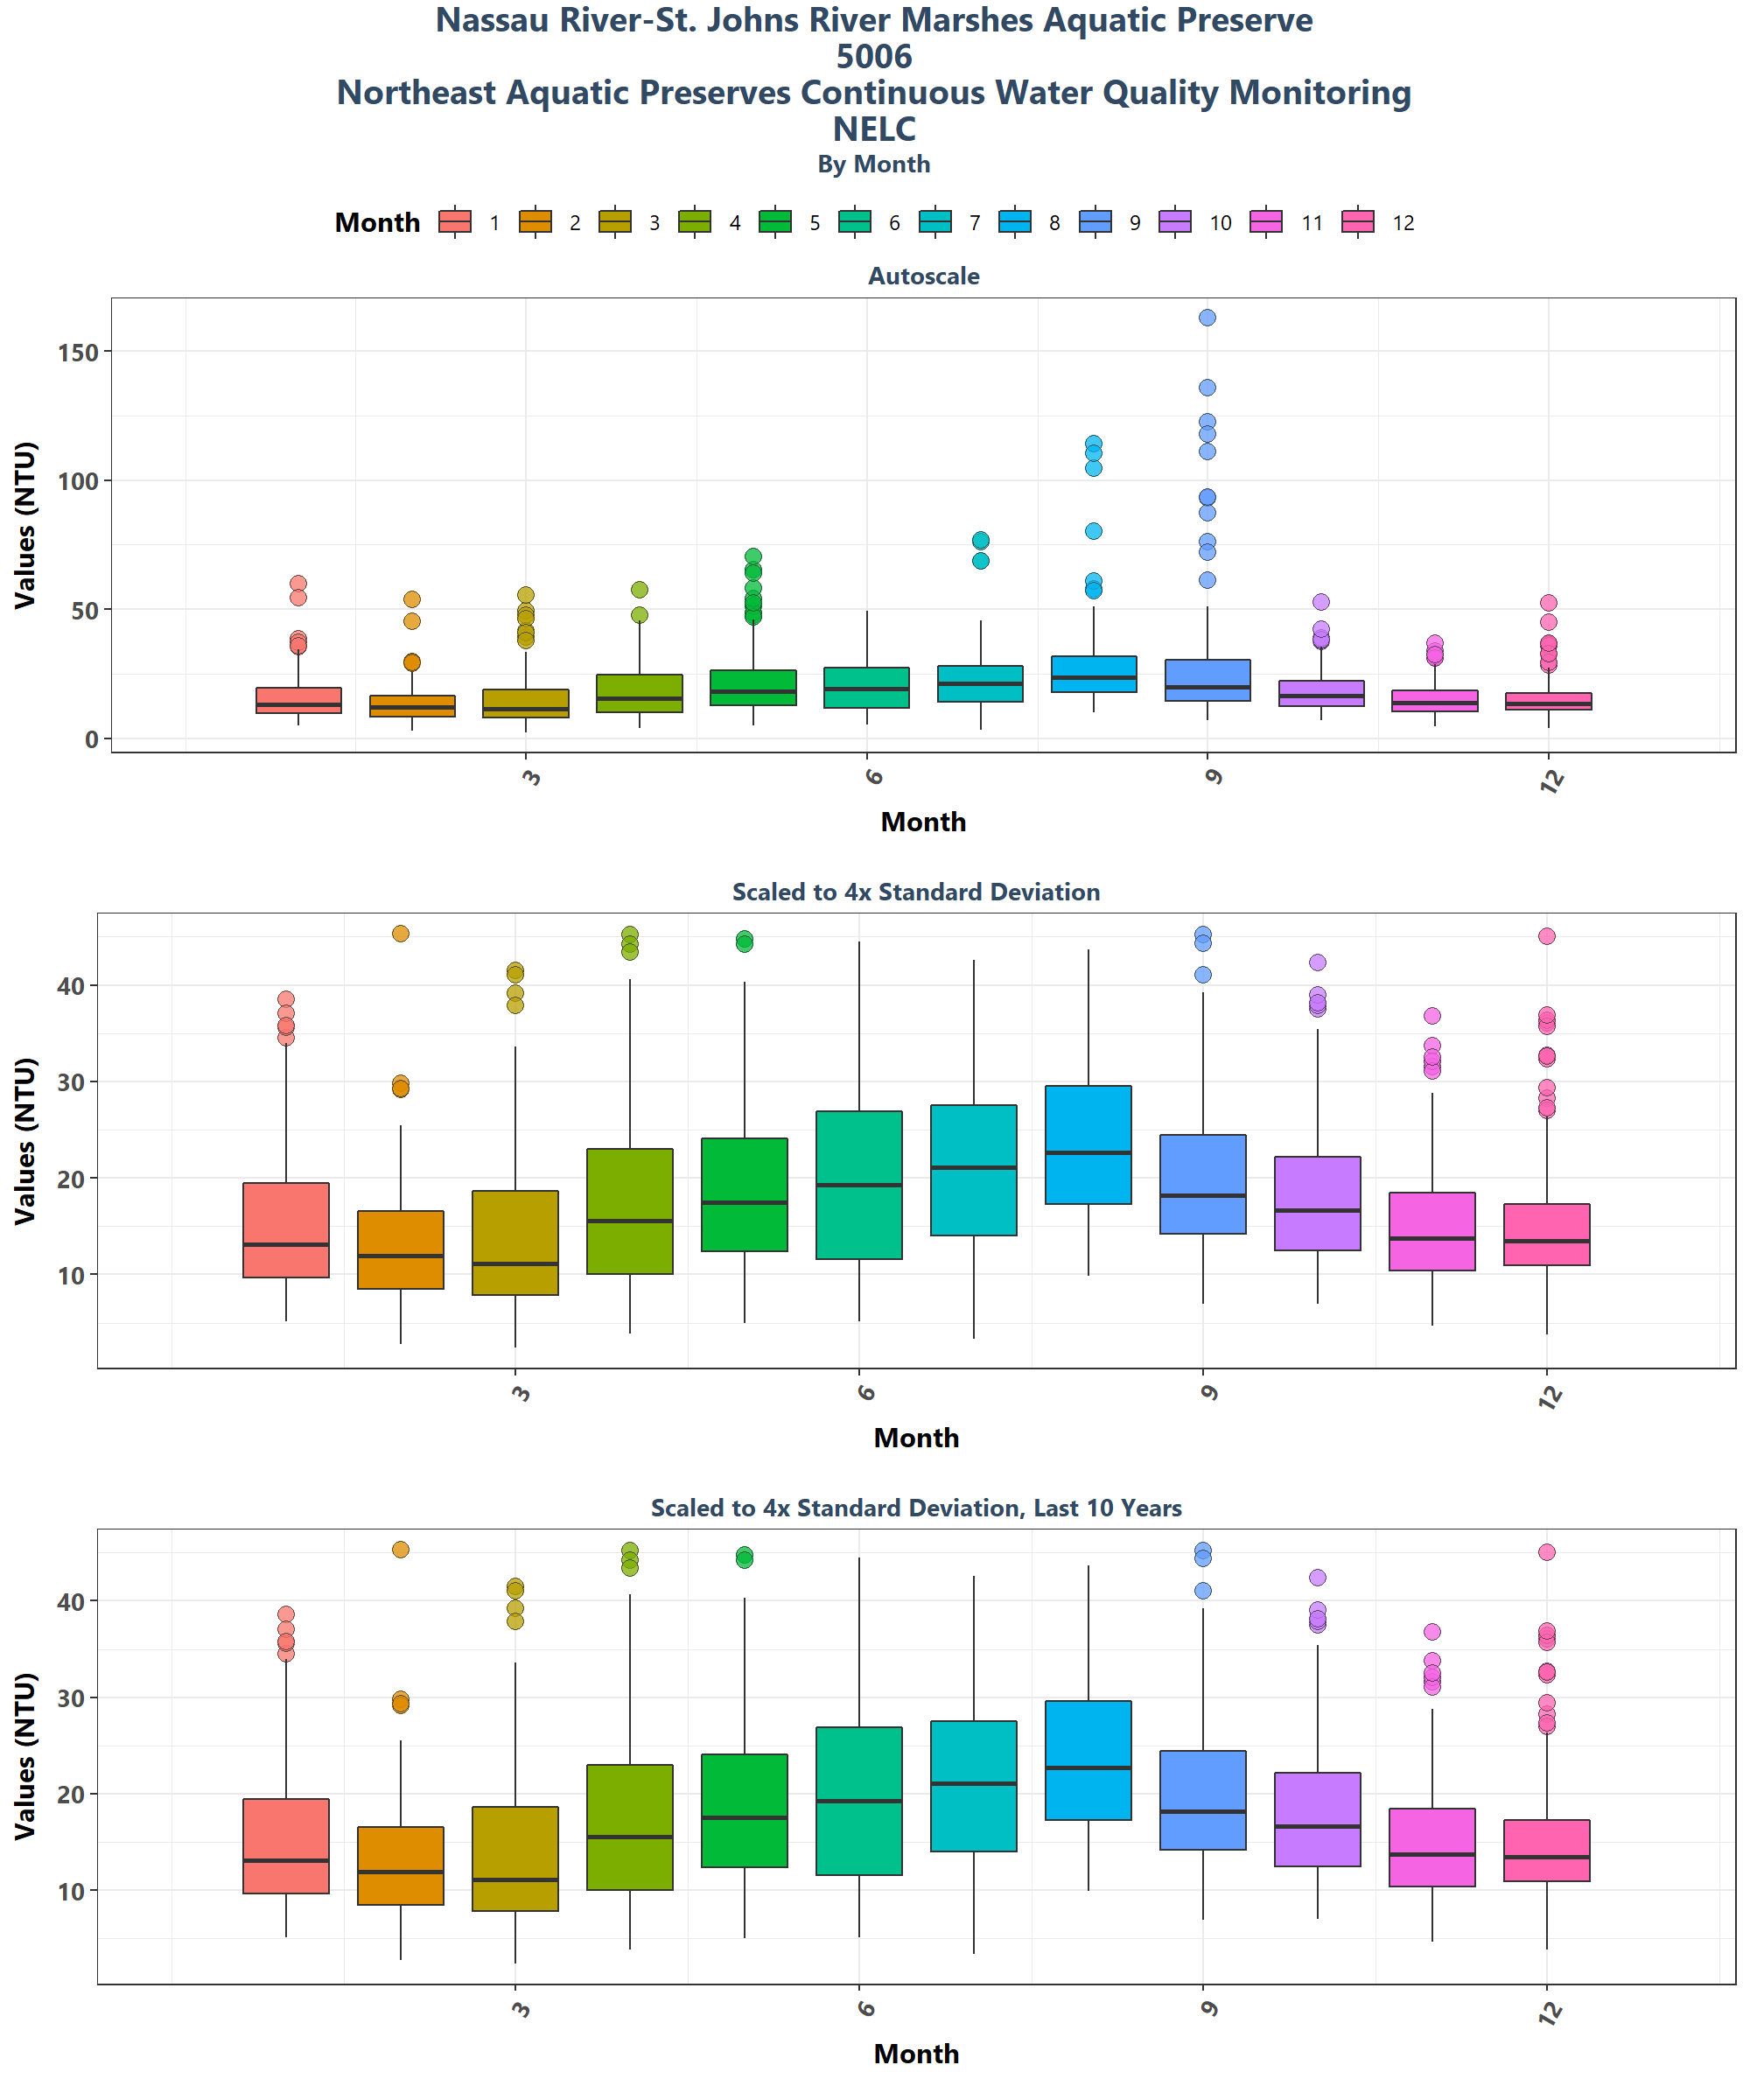 Nassau River-St. Johns River Marshes Aquatic Preserve
5006
Northeast Aquatic Preserves Continuous Water Quality Monitoring
NELC
By Month
Month 1 2 3 4 5 6 7 8 9 10 11 12
Autoscale
Values (NTU)
150
100
50
0
3 6 9 12
Month
Scaled to 4x Standard Deviation
Values (NTU)
40
30
20
10
3 6 9 12
Month
Scaled to 4x Standard Deviation, Last 10 Years
Values (NTU)
40
30
20
10
3 6 9 12
Month